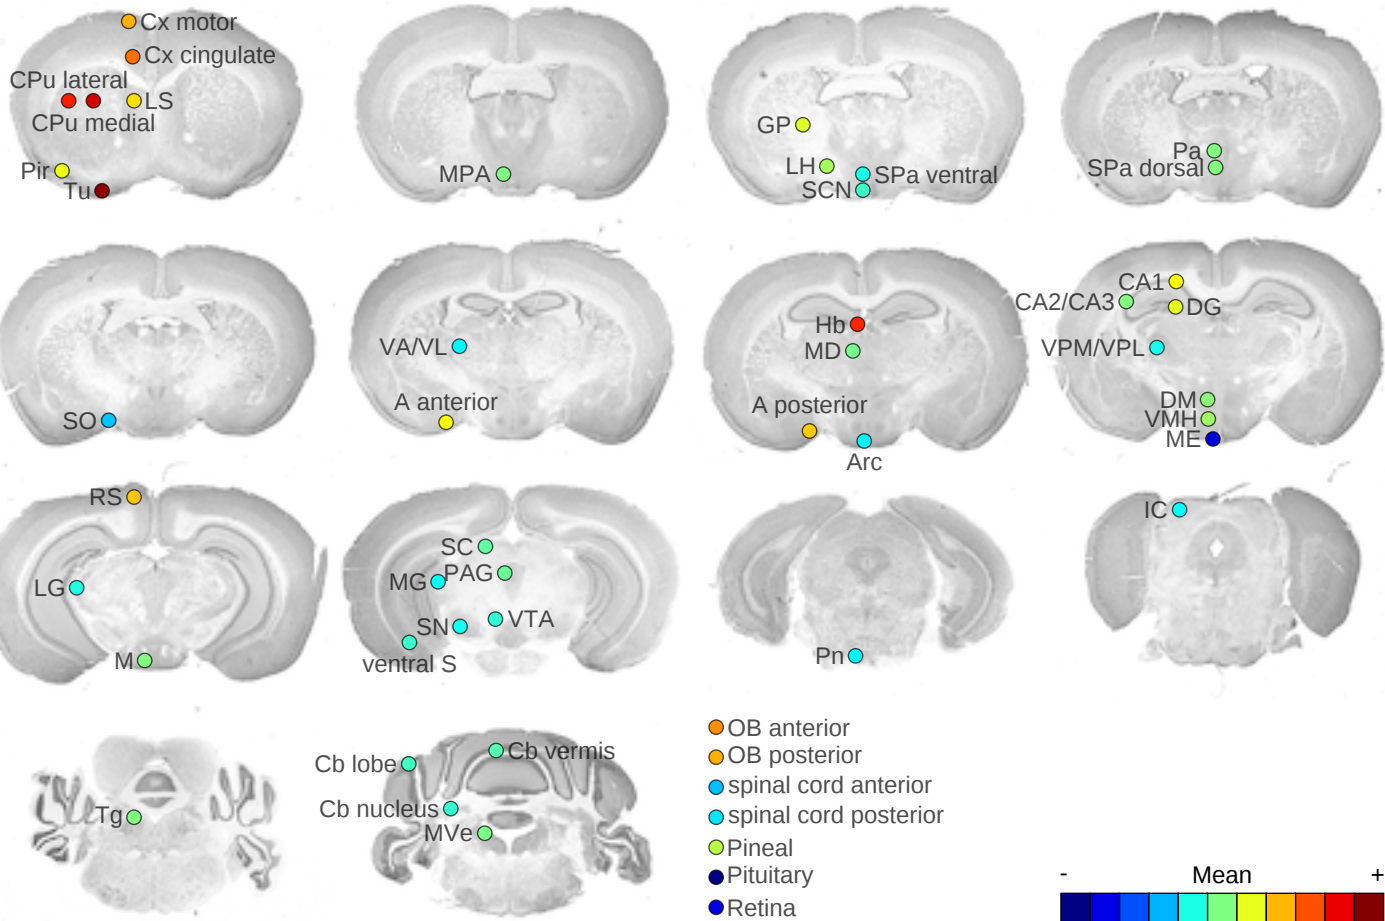 Cx motor
Cx cingulate
CPu lateral
LS
CPu medial
Pir
Tu
MPA
GP
LH
SPa ventral
SCN
Pa
SPa dorsal
SO
VA/VL
A anterior
Hb
MD
A posterior
Arc
CA1
CA2/CA3
DG
VPM/VPL
DM
VMH
ME
RS
LG
M
SC
MG
PAG
SN
VTA
ventral S
Pn
IC
Tg
Cb lobe
Cb vermis
Cb nucleus
MVe
OB anterior
OB posterior
spinal cord anterior
spinal cord posterior
Pineal
Pituitary
Retina
- Mean +